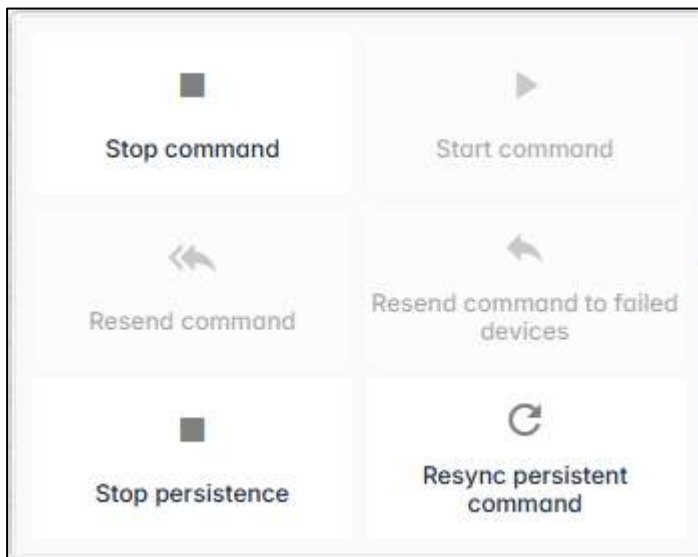 Stop command
Start command
Resend command
Resend command to failed
devices
Stop persistence
Resync persistent
command